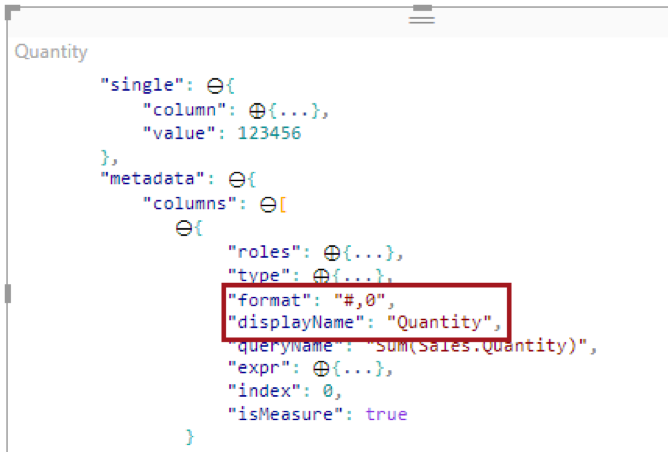 Quantity
"single": ⊖{
"column": ⊕{...},
"value": 123456
},
"metadata": ⊖{
"columns": ⊖[
⊖{
"roles": ⊕{...},
"type": ⊕{...},
"format": "#,0",
"displayName": "Quantity",
"queryName": "Sum(Sales.Quantity)",
"expr": ⊕{...},
"index": 0,
"isMeasure": true
}